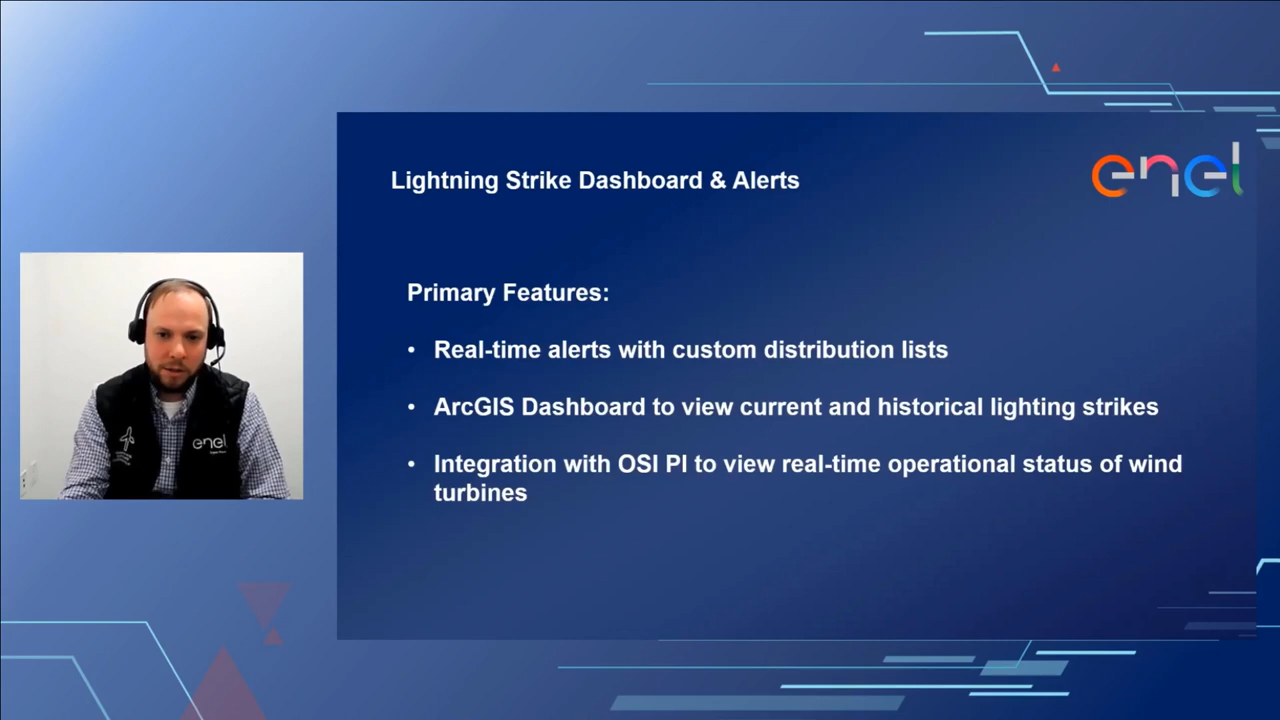 enel
Lightning Strike Dashboard & Alerts
Primary Features:
• Real-time alerts with custom distribution lists
• ArcGIS Dashboard to view current and historical lighting strikes
• Integration with OSI PI to view real-time operational status of wind
turbines
enel